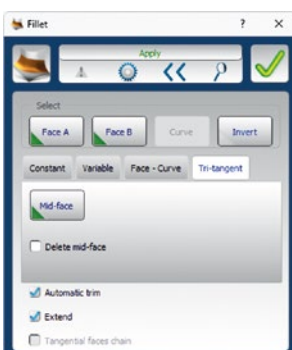 Fillet ? ×
Apply
Select
Face A Face B Curve Invert
Constant Variable Face - Curve Tri-tangent
Mid-face
Delete mid-face
Automatic trim
Extend
Tangential faces chain